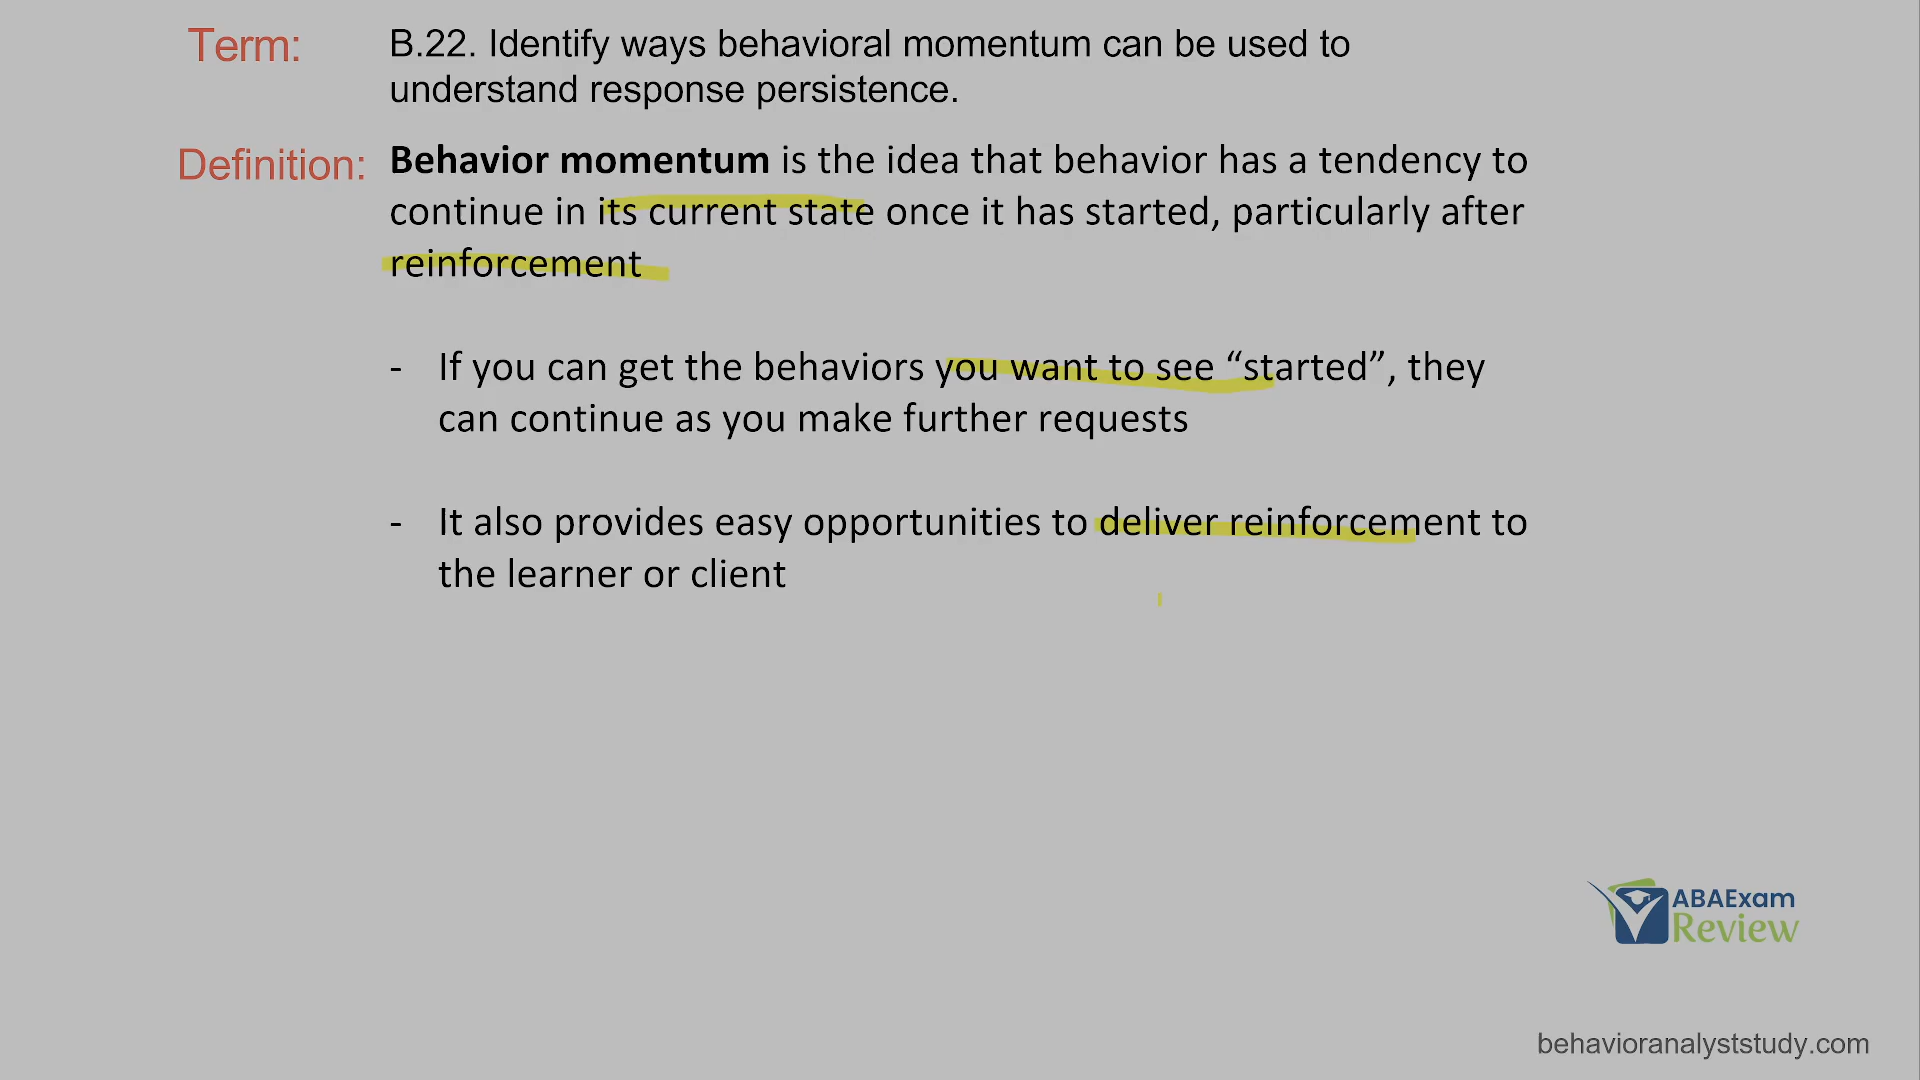 Term:
B.22. Identify ways behavioral momentum can be used to
understand response persistence.
Definition:
Behavior momentum is the idea that behavior has a tendency to
continue in its current state once it has started, particularly after
reinforcement
- If you can get the behaviors you want to see “started”, they
can continue as you make further requests
- It also provides easy opportunities to deliver reinforcement to
the learner or client
ABAExam
Review
behavioranalyststudy.com